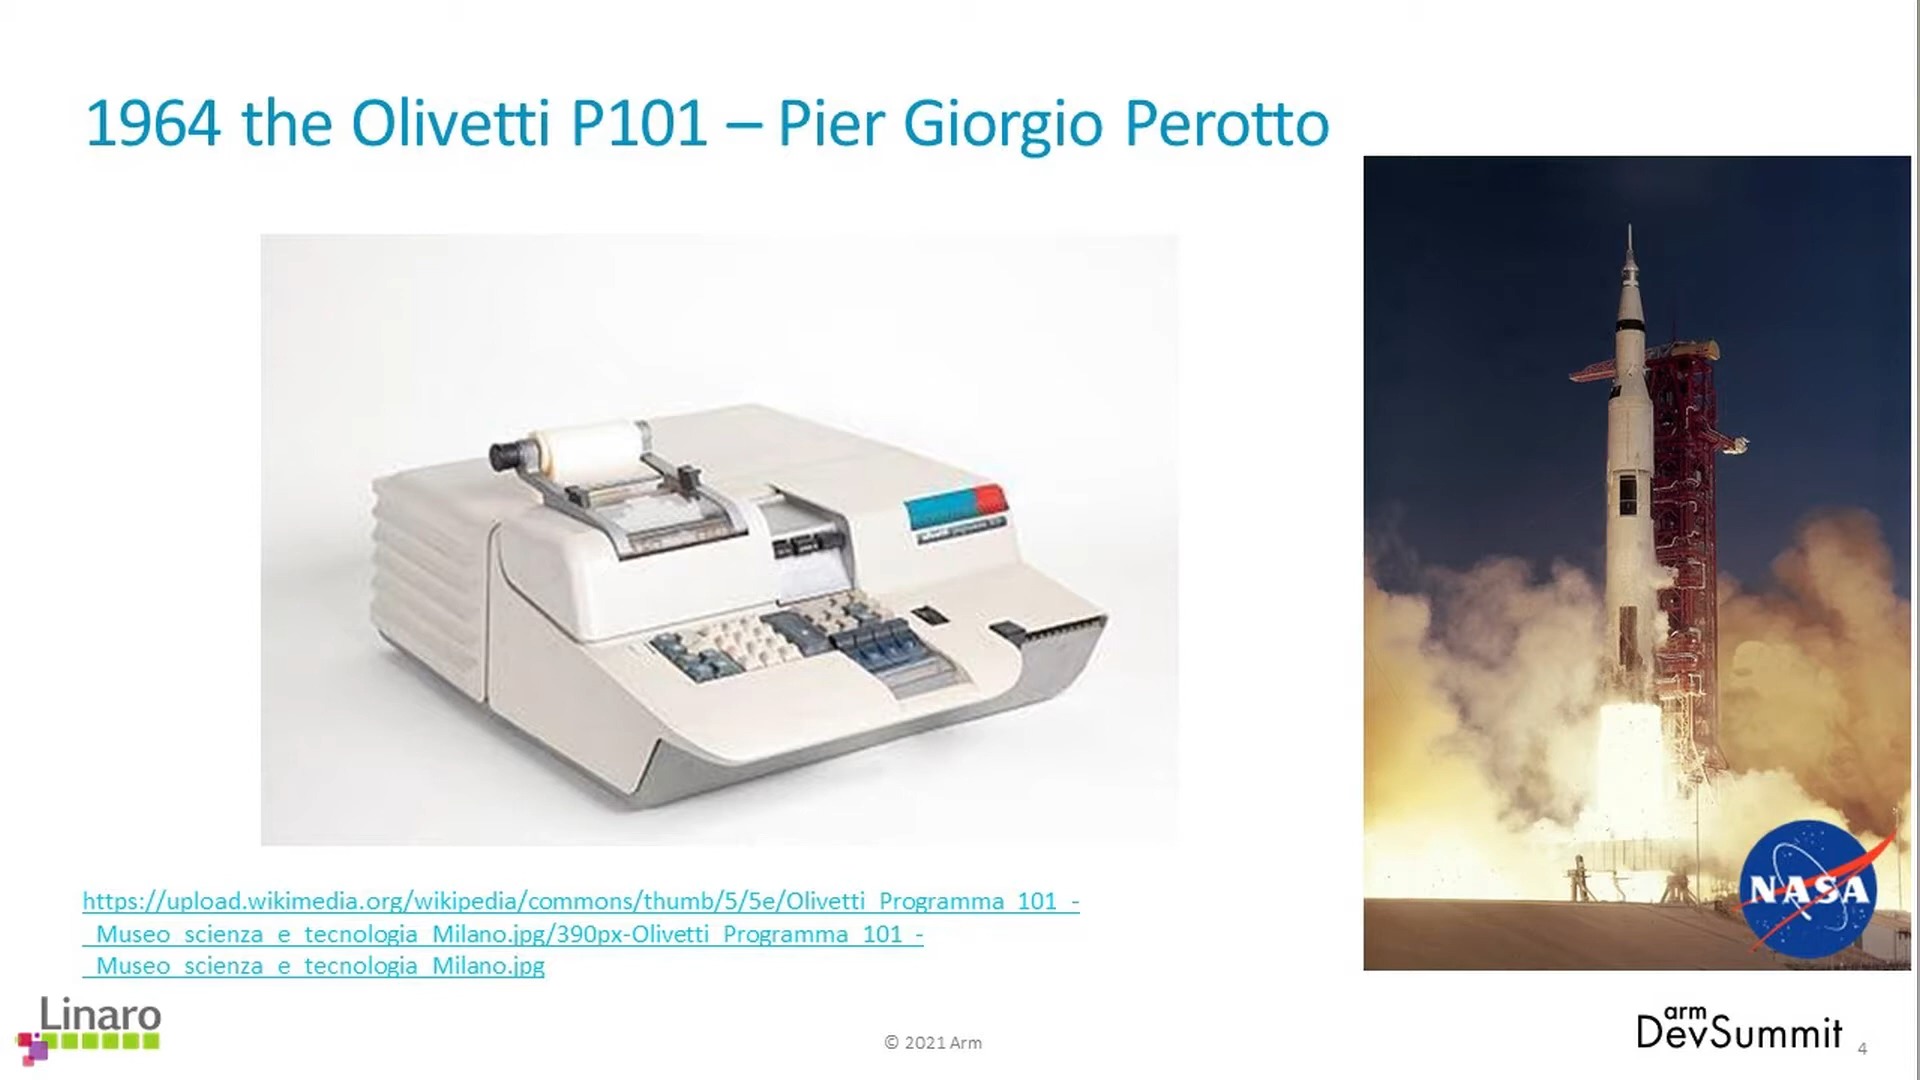 1964 the Olivetti P101 – Pier Giorgio Perotto
https://upload.wikimedia.org/wikipedia/commons/thumb/5/5e/Olivetti_Programma_101_-
_Museo_scienza_e_tecnologia_Milano.jpg/390px-Olivetti_Programma_101_-
_Museo_scienza_e_tecnologia_Milano.jpg
NASA
Linaro
© 2021 Arm
arm
DevSummit
4